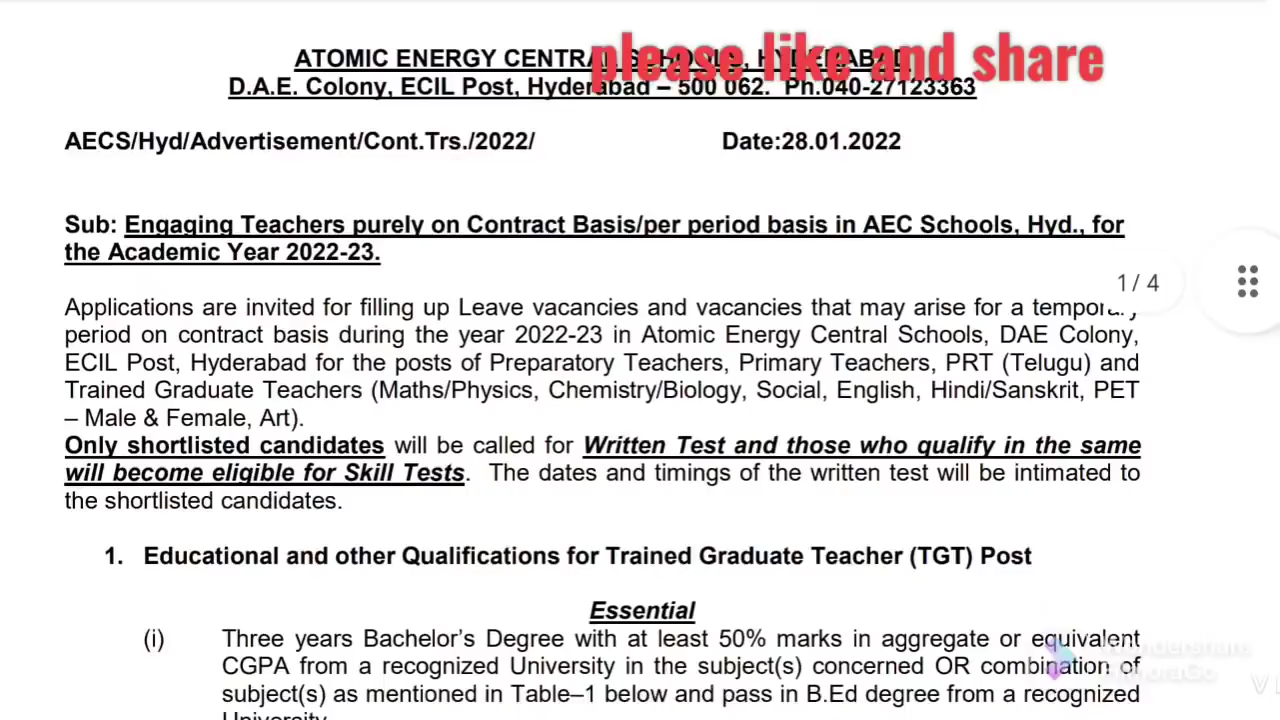 please like and share
ATOMIC ENERGY CENTRAL SCHOOLS, HYDERABAD
D.A.E. Colony, ECIL Post, Hyderabad – 500 062. Ph.040-27123363
AECS/Hyd/Advertisement/Cont.Trs./2022/ Date:28.01.2022
Sub: Engaging Teachers purely on Contract Basis/per period basis in AEC Schools, Hyd., for
the Academic Year 2022-23.
1 / 4
Applications are invited for filling up Leave vacancies and vacancies that may arise for a temporary
period on contract basis during the year 2022-23 in Atomic Energy Central Schools, DAE Colony,
ECIL Post, Hyderabad for the posts of Preparatory Teachers, Primary Teachers, PRT (Telugu) and
Trained Graduate Teachers (Maths/Physics, Chemistry/Biology, Social, English, Hindi/Sanskrit, PET
– Male & Female, Art).
Only shortlisted candidates will be called for Written Test and those who qualify in the same
will become eligible for Skill Tests. The dates and timings of the written test will be intimated to
the shortlisted candidates.
1. Educational and other Qualifications for Trained Graduate Teacher (TGT) Post
Essential
(i) Three years Bachelor's Degree with at least 50% marks in aggregate or equivalent
CGPA from a recognized University in the subject(s) concerned OR combination of
subject(s) as mentioned in Table–1 below and pass in B.Ed degree from a recognized
University
Wondershare
FilmoraGo